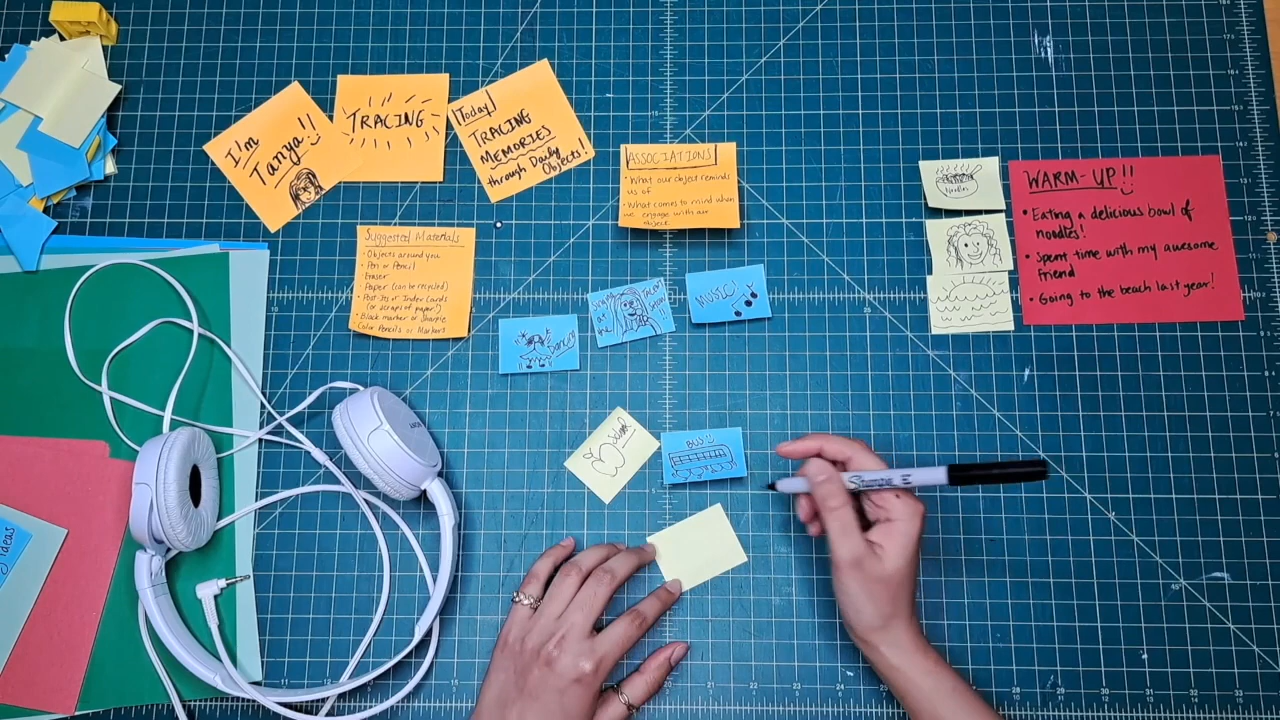 I'm
Tanya!!
TRACING
Today
TRACING
MEMORIES
through Daily
Objects!
ASSOCIATIONS
• What our object reminds
us of
• What comes to mind when
we engage with our
object
Suggested Materials
• Objects around you
• Pen or Pencil
• Eraser
• Paper (can be recycled)
• Post-Its or Index Cards
(or scraps of paper!)
• Black marker or Sharpie
• Color Pencils or Markers
Noodles
WARM-UP!!
• Eating a delicious bowl of
noodles!
• Spent time with my awesome
friend
• Going to the beach last year!
Dancing
at the
MUSIC!
School
BUS!
Sharpie
SONY
Ideas